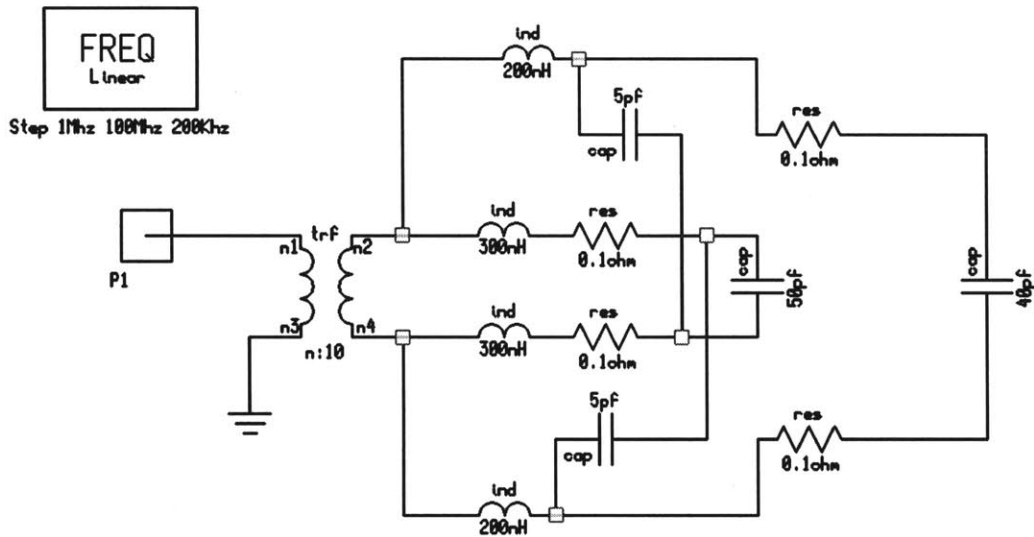 FREQ
Linear
Step 1Mhz 100Mhz 200Khz
ind
200nH
5pf
cap
res
0.1ohm
P1
n1
trf
n2
n3
n4
n:10
ind
300nH
res
0.1ohm
cap
50pf
cap
40pf
ind
300nH
res
0.1ohm
5pf
cap
res
0.1ohm
ind
200nH